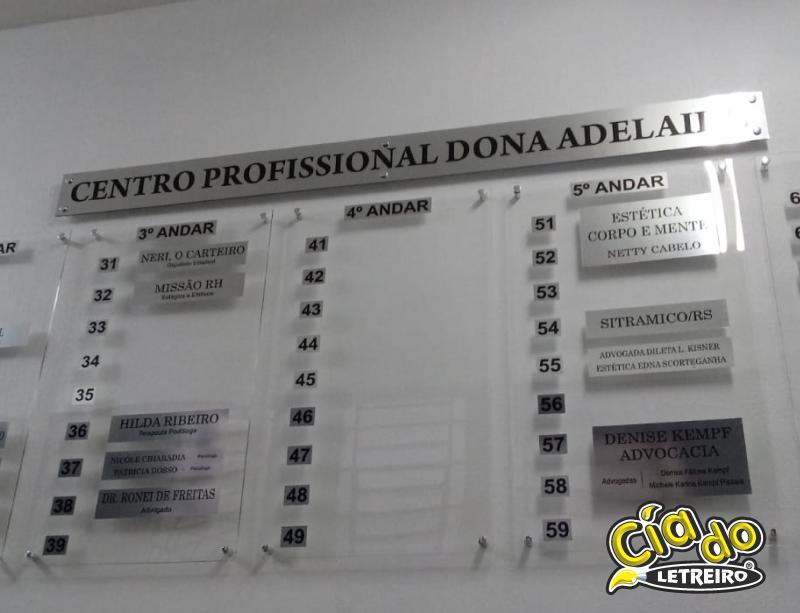 CENTRO PROFISSIONAL DONA ADELAI
AR
3º ANDAR
31 NERI, O CARTEIRO
Deputado Estadual
32 MISSÃO RH
Estágios e Efetivos
33
34
35
36 HILDA RIBEIRO
Terapeuta Podóloga
37 NICOLE CHIARADIA Psicóloga
PATRICIA DOSSO Psicóloga
38 DR. RONEI DE FREITAS
Advogado
39
4º ANDAR
41
42
43
44
45
46
47
48
49
5º ANDAR
51 ESTÉTICA
CORPO E MENTE
52 NETTY CABELO
53
54 SITRAMICO/RS
55 ADVOGADA DILETA L. KISNER
ESTÉTICA EDNA SCORTEGANHA
56
57 DENISE KEMPF
ADVOCACIA
58 Advogadas Denise Fátima Kempf
Michele Karina Kempf
59
Cia do
LETREIRO®